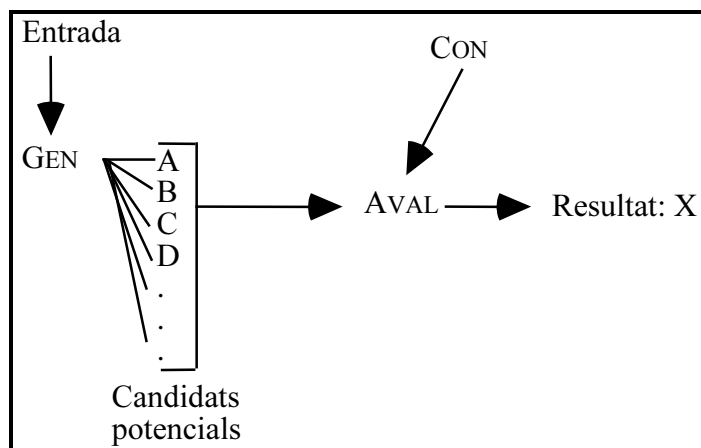 Entrada
CON
GEN
A
B
C
D
.
.
.
AVAL
Resultat: X
Candidats
potencials